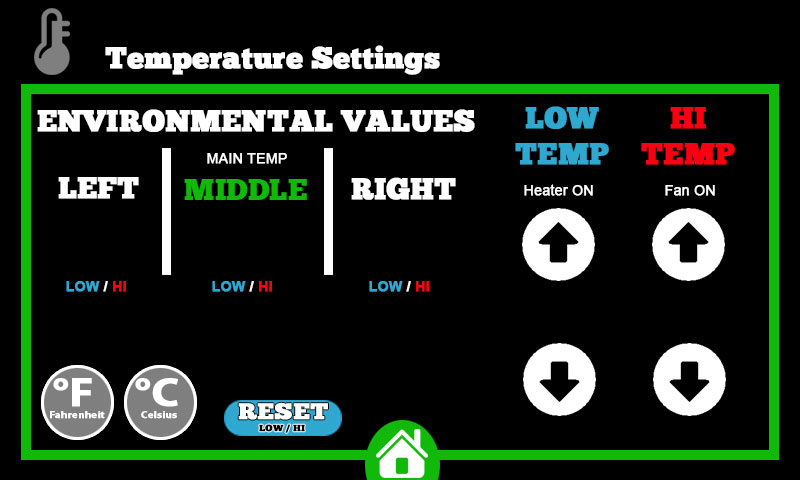 Temperature Settings
ENVIRONMENTAL VALUES
LOW TEMP
HI TEMP
MAIN TEMP
LEFT
MIDDLE
RIGHT
Heater ON
Fan ON
LOW / HI
LOW / HI
LOW / HI
°F
Fahrenheit
°C
Celsius
RESET
LOW / HI